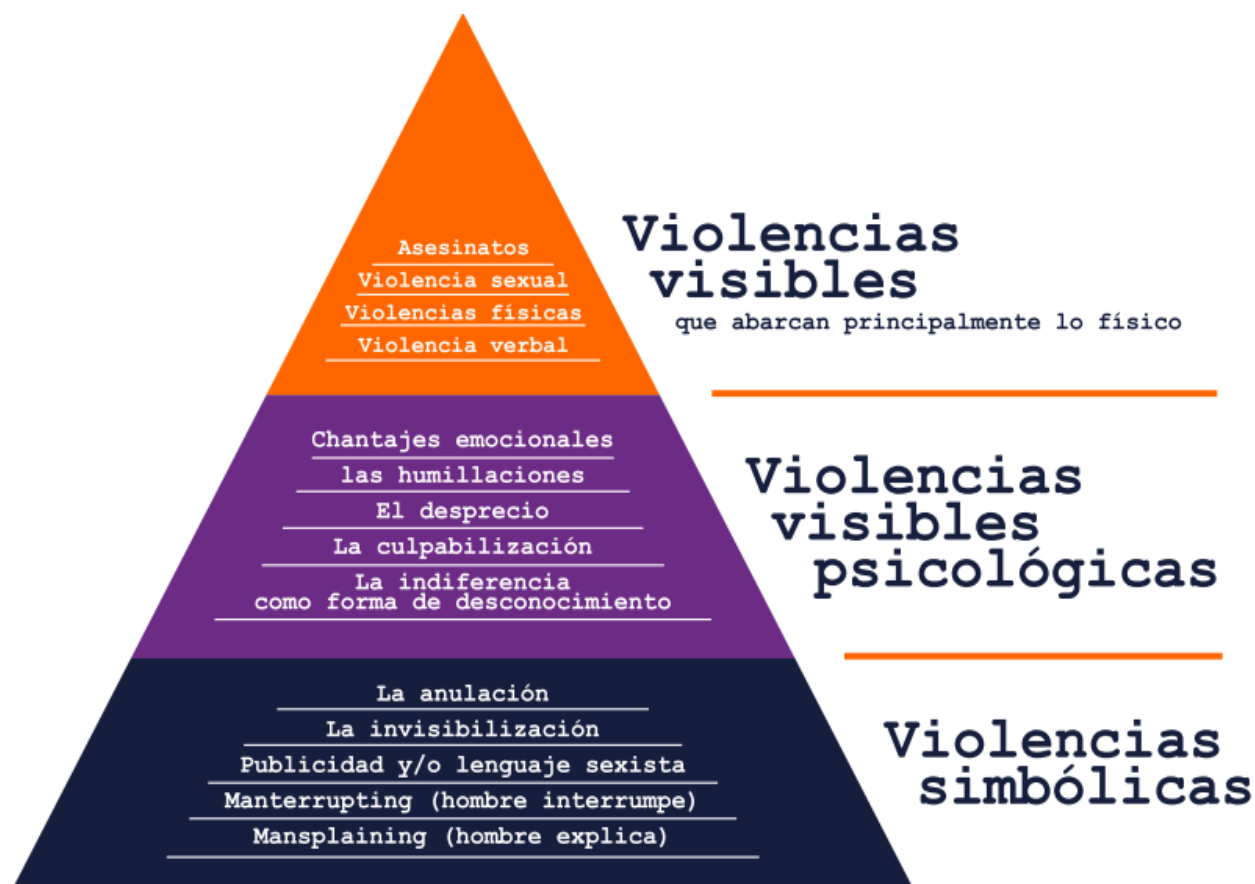 Asesinatos
Violencia sexual
Violencias físicas
Violencia verbal
Violencias
visibles
que abarcan principalmente lo físico
Chantajes emocionales
las humillaciones
El desprecio
La culpabilización
La indiferencia
como forma de desconocimiento
Violencias
visibles
psicológicas
La anulación
La invisibilización
Publicidad y/o lenguaje sexista
Manterrupting (hombre interrumpe)
Mansplaining (hombre explica)
Violencias
simbólicas